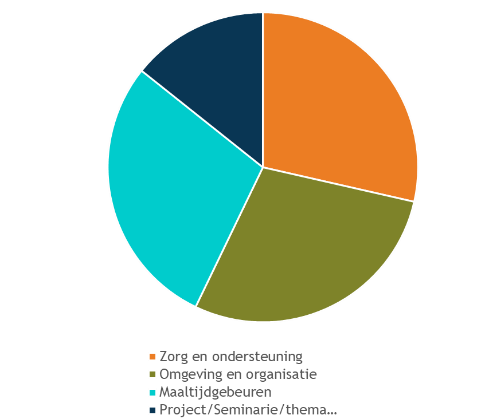 Zorg en ondersteuning
Omgeving en organisatie
Maaltijdgebeuren
Project/Seminarie/thema…